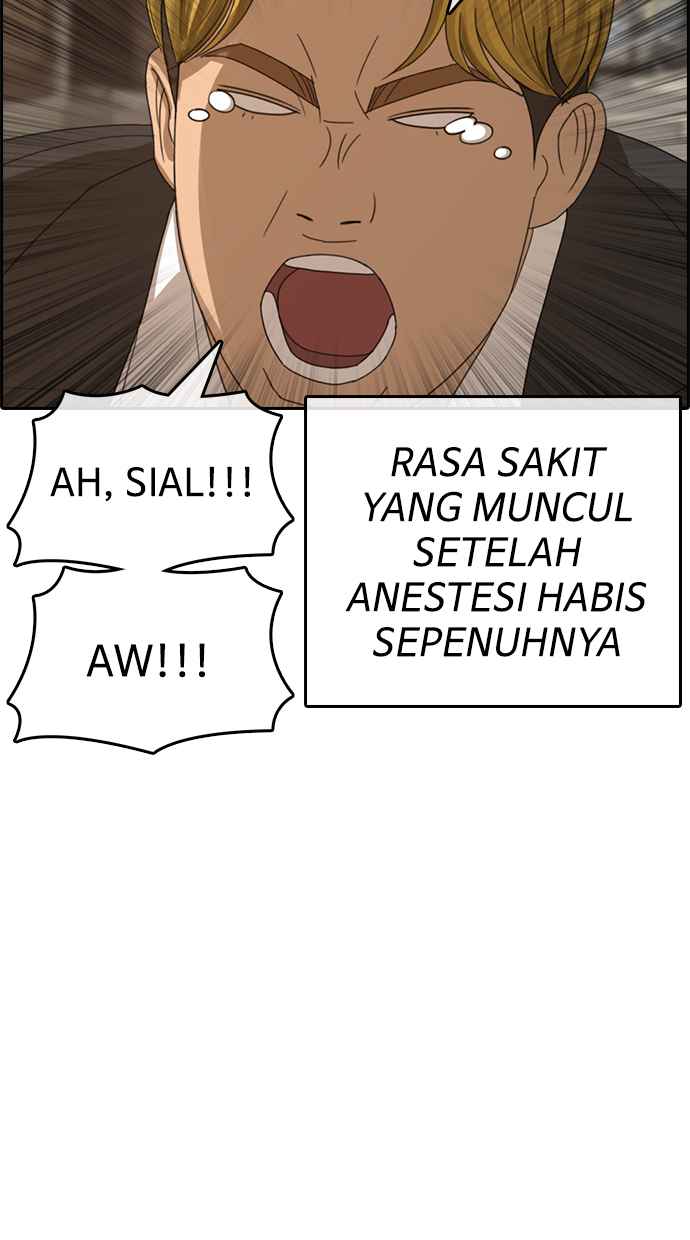 AH, SIAL!!!
AW!!!
RASA SAKIT
YANG MUNCUL
SETELAH
ANESTESI HABIS
SEPENUHNYA